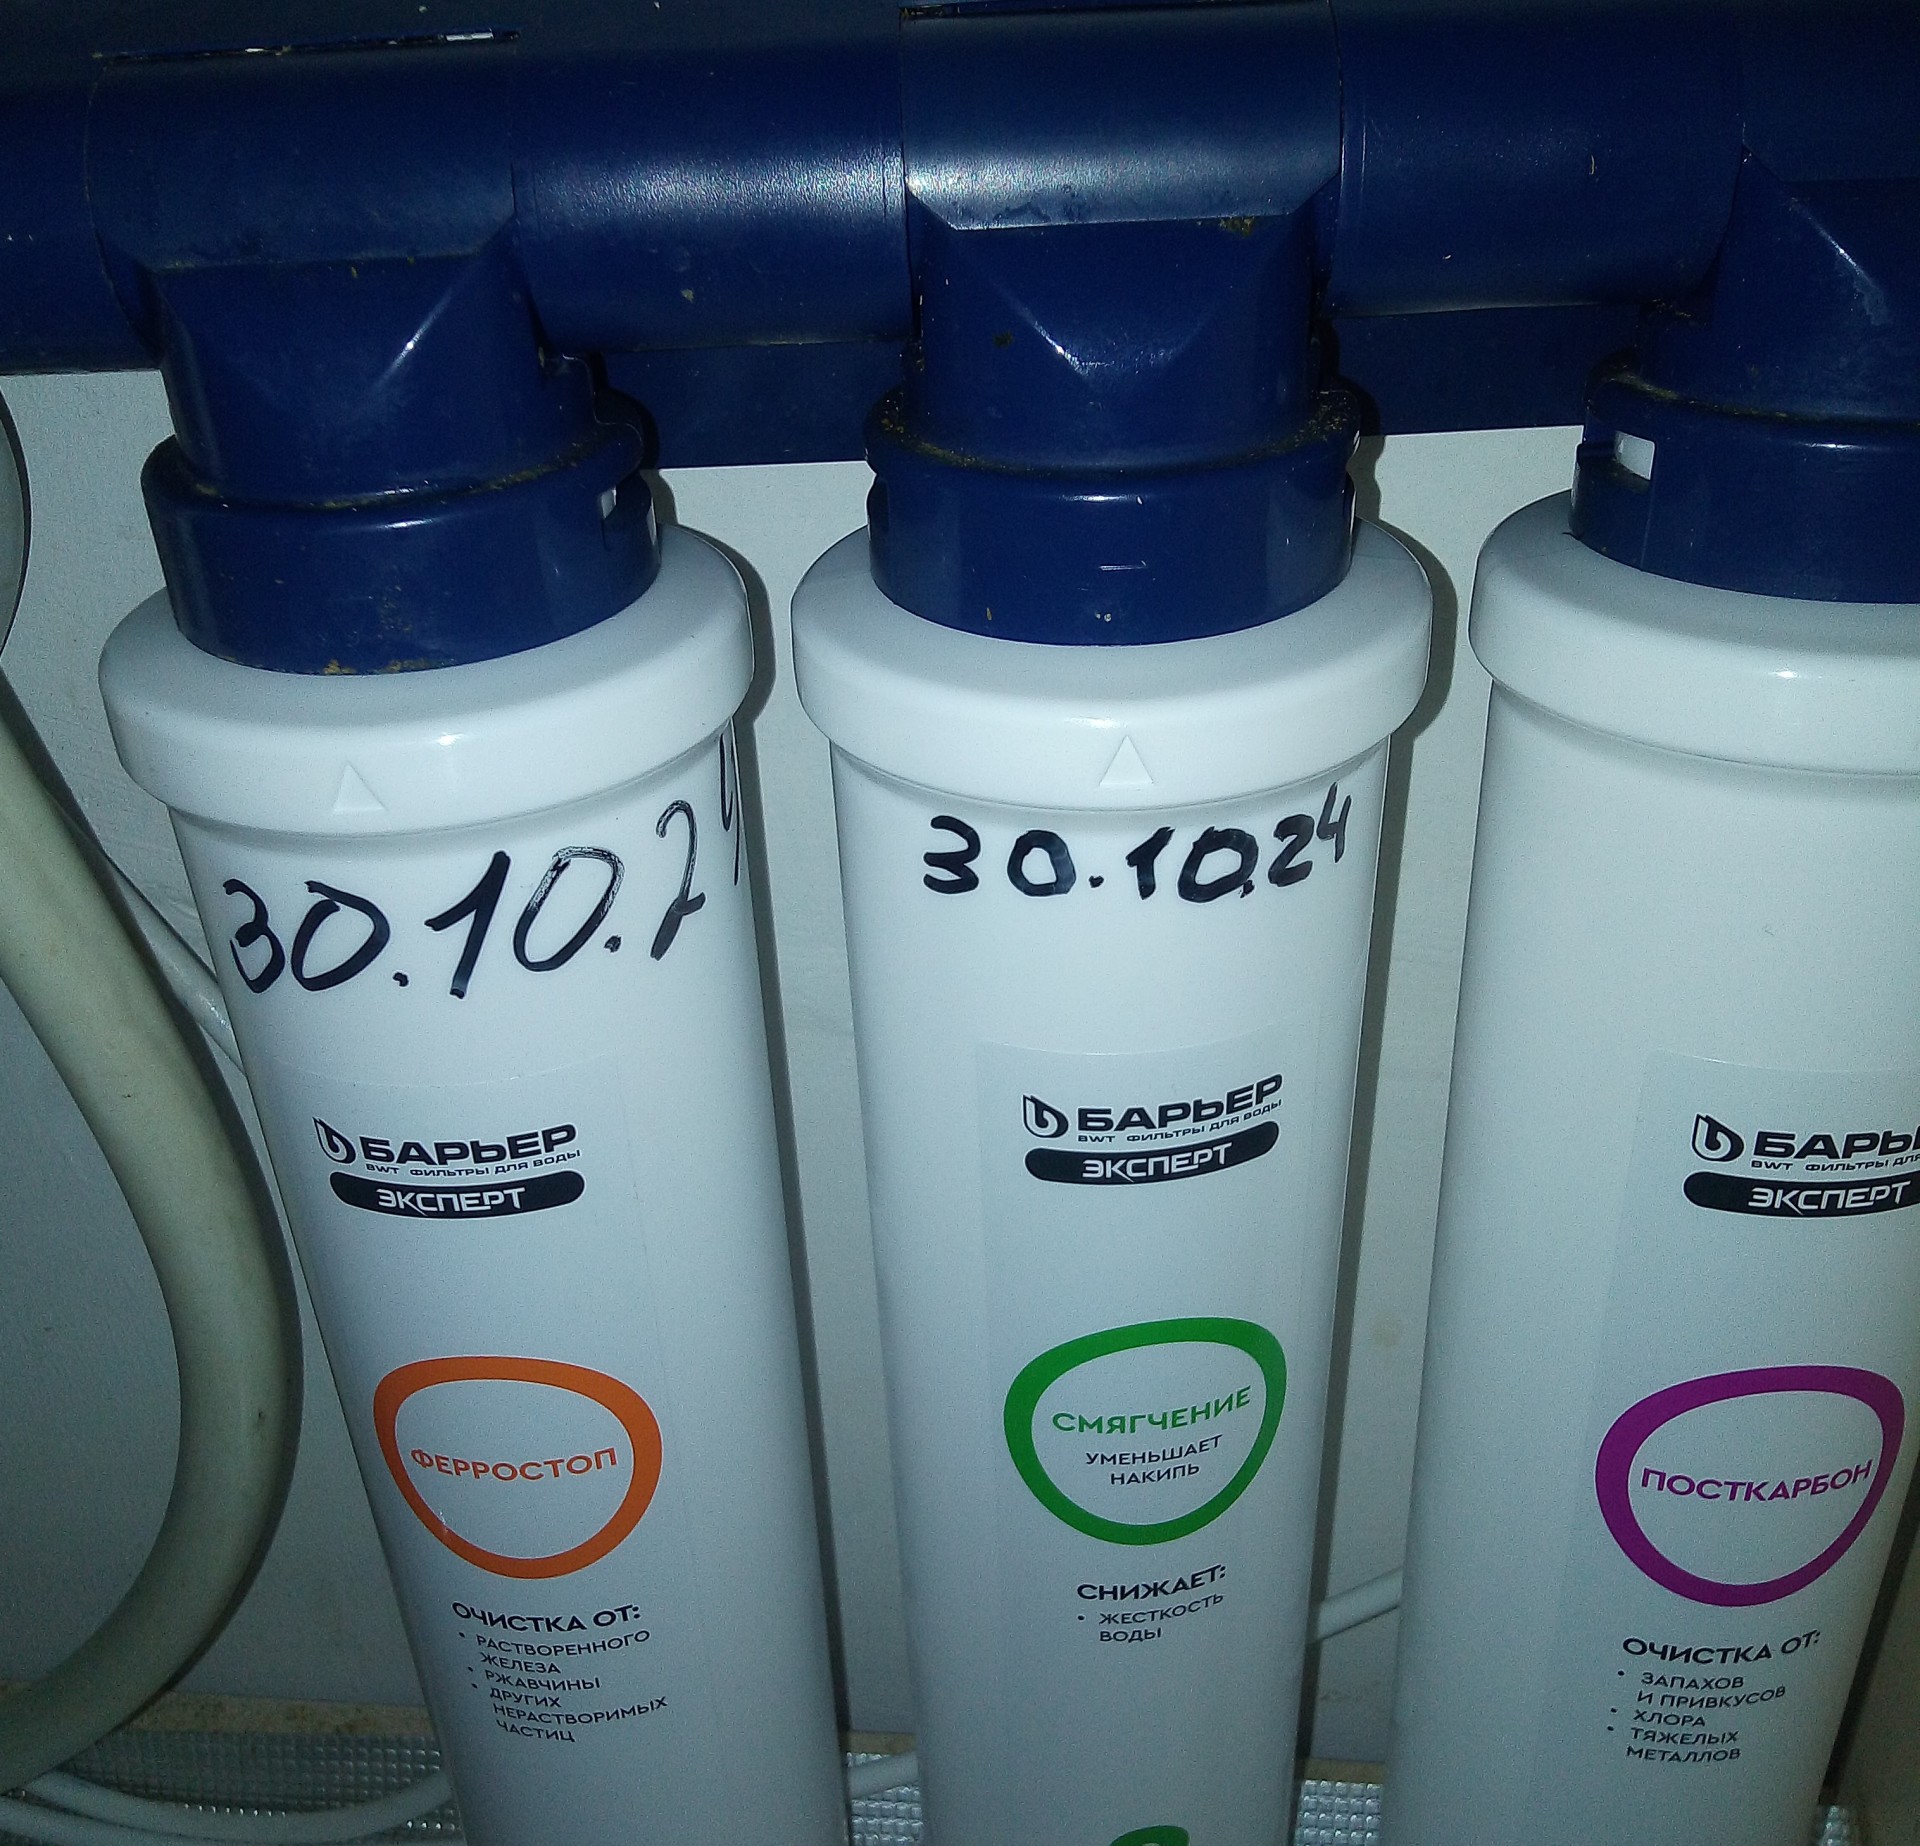 30.10.24
БАРЬЕР
BWT ФИЛЬТРЫ ДЛЯ ВОДЫ
ЭКСПЕРТ
ФЕРРОСТОП
ОЧИСТКА ОТ:
• РАСТВОРЕННОГО
ЖЕЛЕЗА
• РЖАВЧИНЫ
• ДРУГИХ
НЕРАСТВОРИМЫХ
ЧАСТИЦ
30.10.24
БАРЬЕР
BWT ФИЛЬТРЫ ДЛЯ ВОДЫ
ЭКСПЕРТ
СМЯГЧЕНИЕ
УМЕНЬШАЕТ
НАКИПЬ
СНИЖАЕТ:
• ЖЕСТКОСТЬ
ВОДЫ
БАРЬЕ
BWT ФИЛЬТРЫ ДЛЯ
ЭКСПЕРТ
ПОСТКАРБОН
ОЧИСТКА ОТ:
• ЗАПАХОВ
И ПРИВКУСОВ
• ХЛОРА
• ТЯЖЕЛЫХ
МЕТАЛЛОВ